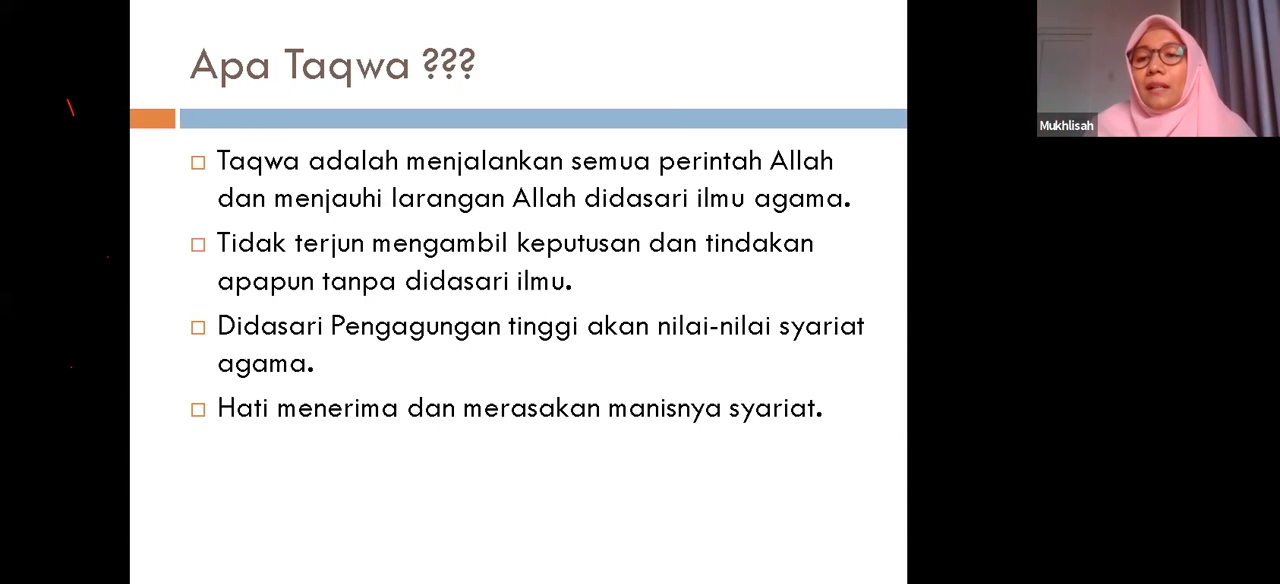 Apa Taqwa ???
Taqwa adalah menjalankan semua perintah Allah
dan menjauhi larangan Allah didasari ilmu agama.
Tidak terjun mengambil keputusan dan tindakan
apapun tanpa didasari ilmu.
Didasari Pengagungan tinggi akan nilai-nilai syariat
agama.
Hati menerima dan merasakan manisnya syariat.
Mukhlisah